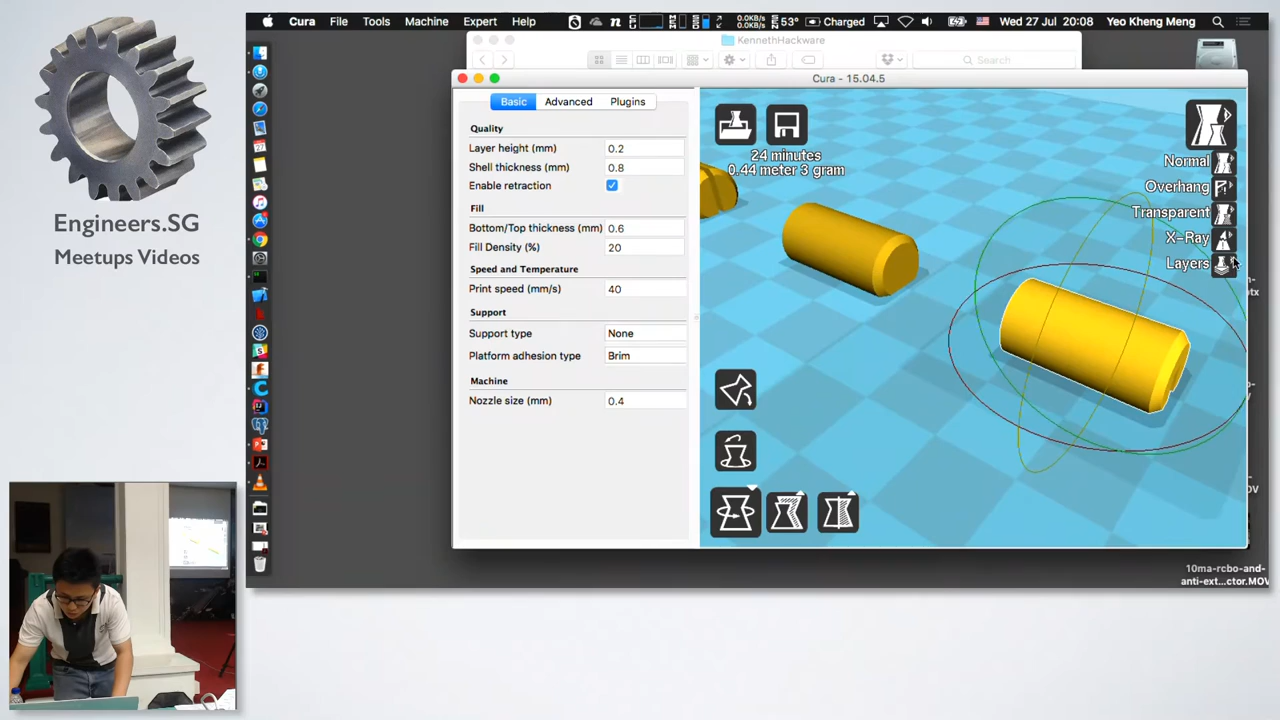 Cura File Tools Machine Expert Help
0.0KB/s
0.0KB/s
53° Charged Wed 27 Jul 20:08 Yeo Kheng Meng
KennethHackware
Search
Cura - 15.04.5
Basic Advanced Plugins
Quality
Layer height (mm) 0.2
Shell thickness (mm) 0.8
Enable retraction
Fill
Bottom/Top thickness (mm) 0.6
Fill Density (%) 20
Speed and Temperature
Print speed (mm/s) 40
Support
Support type None
Platform adhesion type Brim
Machine
Nozzle size (mm) 0.4
24 minutes
0.44 meter 3 gram
Normal
Overhang
Transparent
X-Ray
Layers
10ma-rcbo-and-
anti-ext...ctor.MOV
Engineers.SG
Meetups Videos